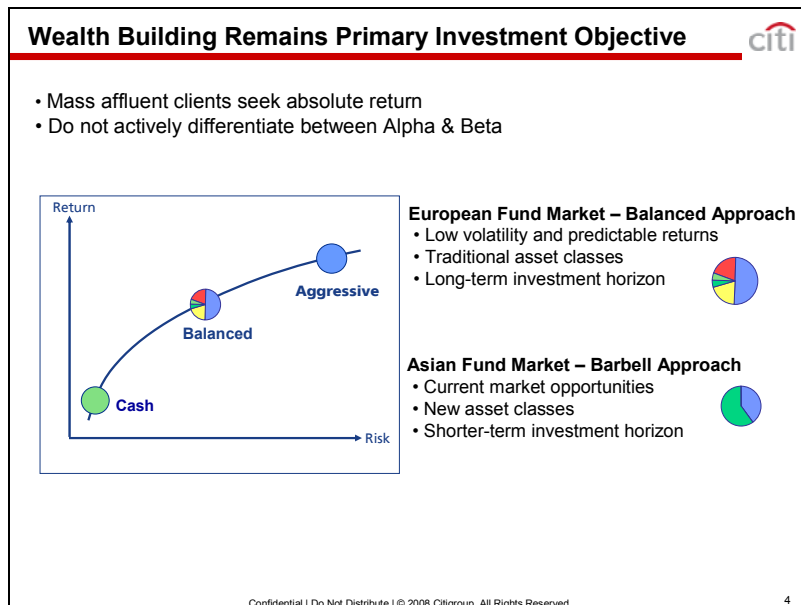 Wealth Building Remains Primary Investment Objective
citi
• Mass affluent clients seek absolute return
• Do not actively differentiate between Alpha & Beta
Return
Aggressive
Balanced
Cash
Risk
European Fund Market – Balanced Approach
• Low volatility and predictable returns
• Traditional asset classes
• Long-term investment horizon
Asian Fund Market – Barbell Approach
• Current market opportunities
• New asset classes
• Shorter-term investment horizon
Confidential | Do Not Distribute | © 2008 Citigroup. All Rights Reserved
4